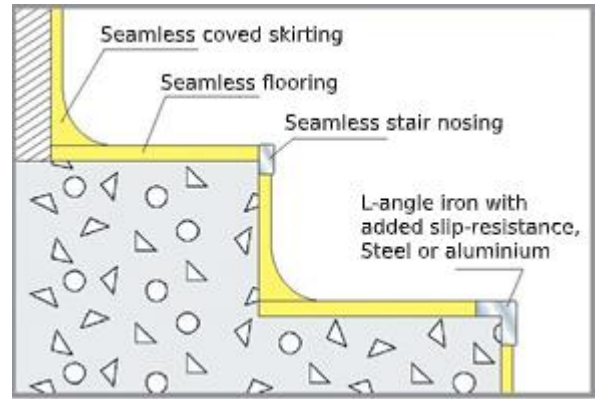 Seamless coved skirting
Seamless flooring
Seamless stair nosing
L-angle iron with
added slip-resistance,
Steel or aluminium